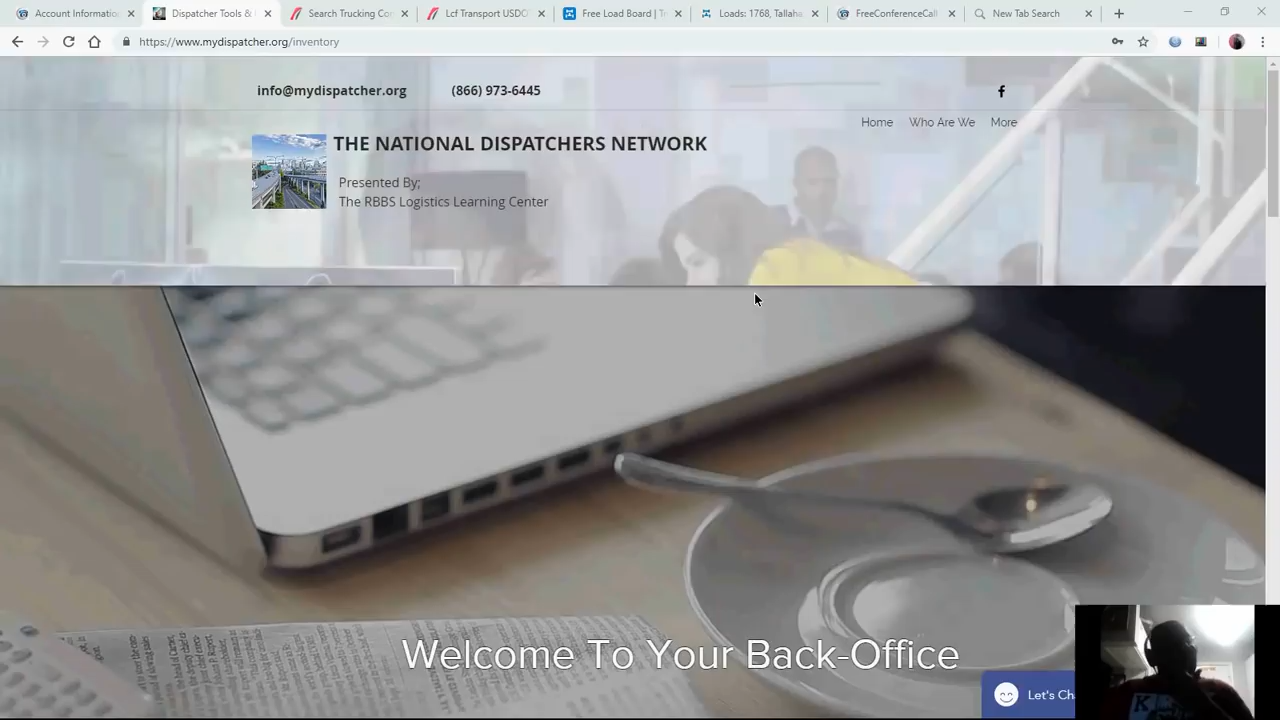 Account Informatio
Dispatcher Tools &
Search Trucking Co
Lcf Transport USDO
Free Load Board | T
Loads: 1768, Tallaha
FreeConferenceCall
New Tab Search
https://www.mydispatcher.org/inventory
info@mydispatcher.org
(866) 973-6445
Home
Who Are We
More
THE NATIONAL DISPATCHERS NETWORK
Presented By;
The RBBS Logistics Learning Center
Welcome To Your Back-Office
Let's Ch
K